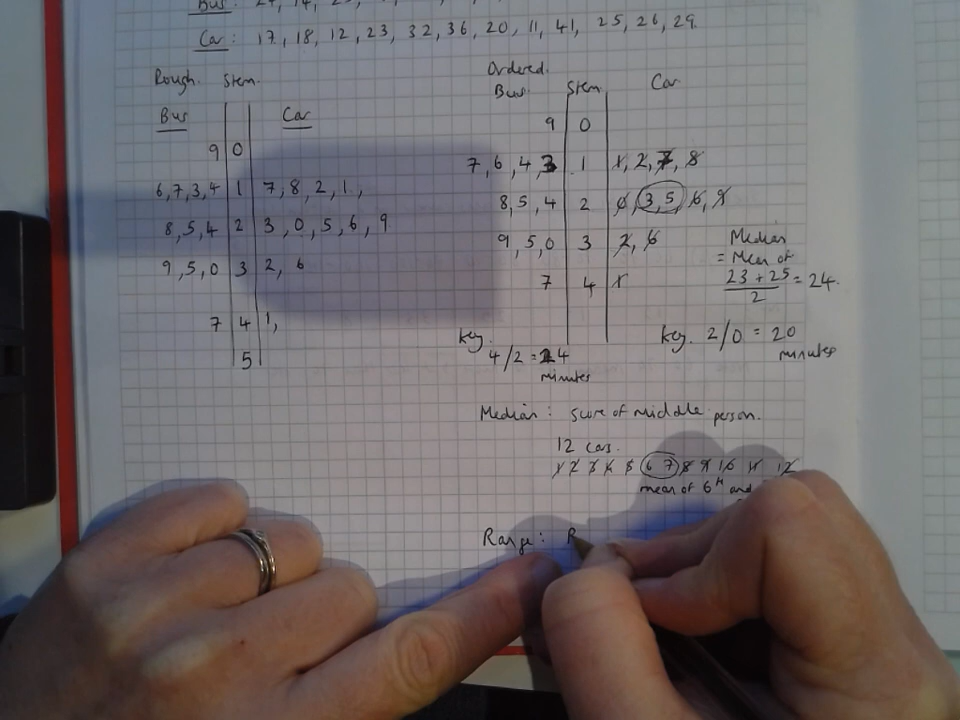 Bus:
Car: 17, 18, 12, 23, 32, 36, 20, 11, 41, 25, 26, 29
Rough. Stem.
Bus Car
9 | 0 |
6,7,3,4 | 1 | 7, 8, 2, 1,
8,5,4 | 2 | 3, 0, 5, 6, 9
9,5,0 | 3 | 2, 6
7 | 4 | 1,
| 5 |
Ordered.
Bus Stem Car
9 | 0 |
7,6,4,3 | 1 | 1, 2, 7, 8
8,5,4 | 2 | 0, 3, 5, 6, 9
9,5,0 | 3 | 2, 6
7 | 4 | 1
Median
= Mean of
23 + 25 = 24.
2
Key.
4/2 = 24
minutes
Key. 2/0 = 20
minutes
Median: Score of middle person.
12 cars.
1 2 3 4 5 6 7 8 9 10 11 12
mean of 6th and
Range: R